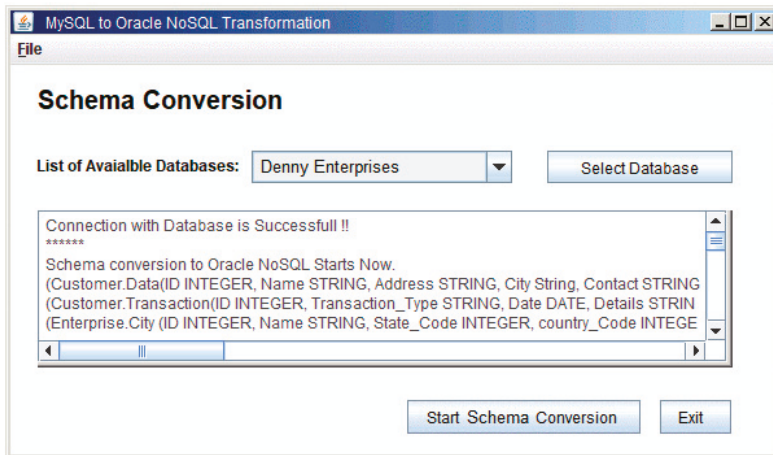 MySQL to Oracle NoSQL Transformation
File
Schema Conversion
List of Avaialble Databases: Denny Enterprises Select Database
Connection with Database is Successfull !!
******
Schema conversion to Oracle NoSQL Starts Now.
(Customer.Data(ID INTEGER, Name STRING, Address STRING, City String, Contact STRING
(Customer.Transaction(ID INTEGER, Transaction_Type STRING, Date DATE, Details STRIN
(Enterprise.City (ID INTEGER, Name STRING, State_Code INTEGER, country_Code INTEGE
Start Schema Conversion Exit